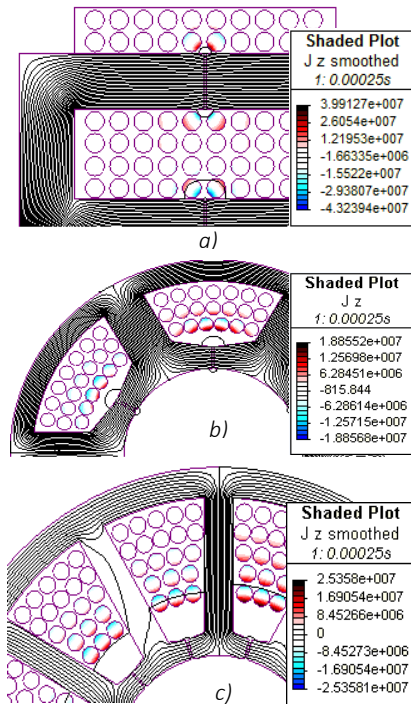 Shaded Plot
J z smoothed
1: 0.00025s
3.99127e+007
2.6054e+007
1.21953e+007
-1.66335e+006
-1.5522e+007
-2.93807e+007
-4.32394e+007
a)
Shaded Plot
J z
1: 0.00025s
1.88552e+007
1.25698e+007
6.28451e+006
-815.844
-6.28614e+006
-1.25715e+007
-1.88568e+007
b)
Shaded Plot
J z smoothed
1: 0.00025s
2.5358e+007
1.69054e+007
8.45266e+006
0
-8.45273e+006
-1.69054e+007
-2.53581e+007
c)